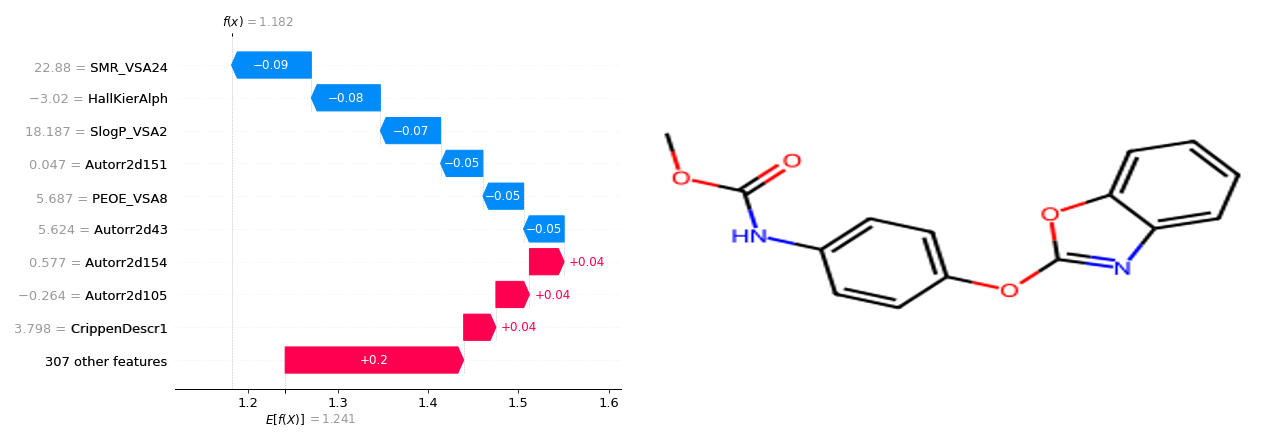 f(x) = 1.182
22.88 = SMR_VSA24
−0.09
−3.02 = HallKierAlph
−0.08
18.187 = SlogP_VSA2
−0.07
0.047 = Autorr2d151
−0.05
5.687 = PEOE_VSA8
−0.05
5.624 = Autorr2d43
−0.05
0.577 = Autorr2d154
+0.04
−0.264 = Autorr2d105
+0.04
3.798 = CrippenDescr1
+0.04
307 other features
+0.2
1.2 1.3 1.4 1.5 1.6
E[f(X)] = 1.241
O
O
HN
O
O
N